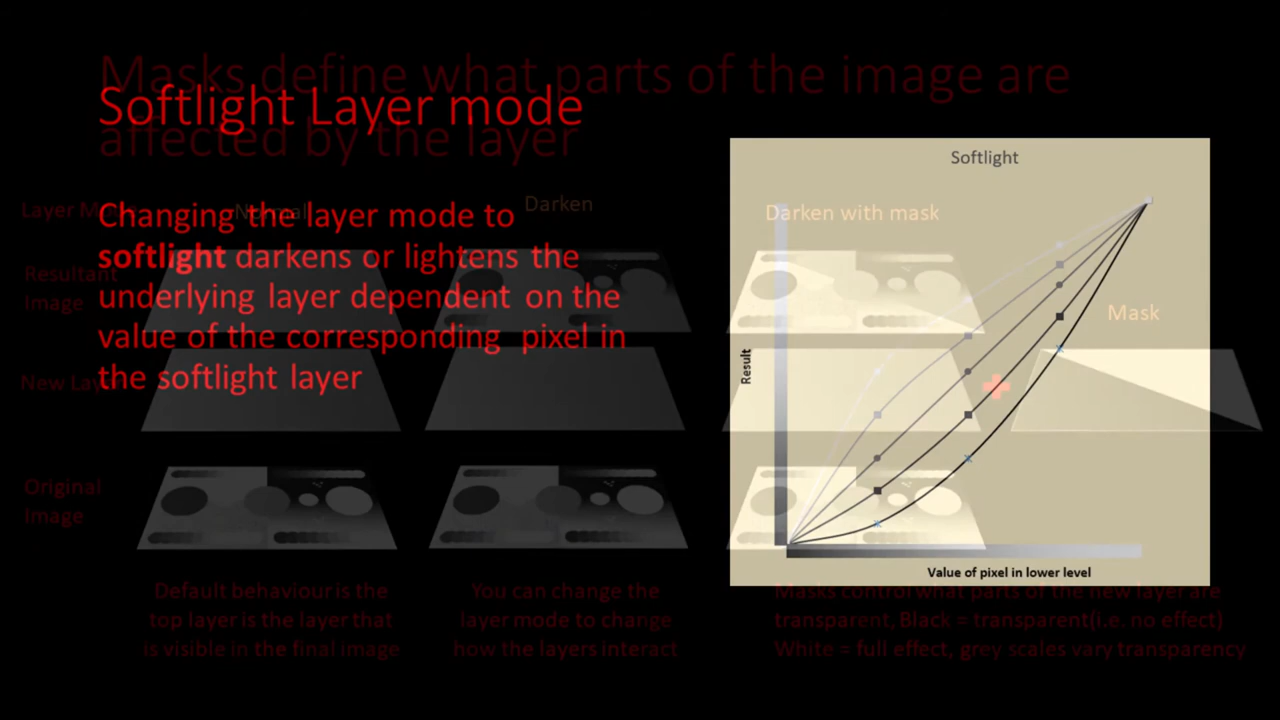 Masks define what parts of the image are
affected by the layer
Softlight Layer mode
Changing the layer mode to
softlight darkens or lightens the
underlying layer dependent on the
value of the corresponding pixel in
the softlight layer
Layer
Normal
Darken
Darken with mask
Resultant
Image
Mask
New
Original
Image
Softlight
Result
Value of pixel in lower level
Default behaviour is the
top layer is the layer that
is visible in the final image
You can change the
layer mode to change
how the layers interact
Masks control what parts of the new layer are
transparent, Black = transparent(i.e. no effect)
White = full effect, grey scales vary transparency